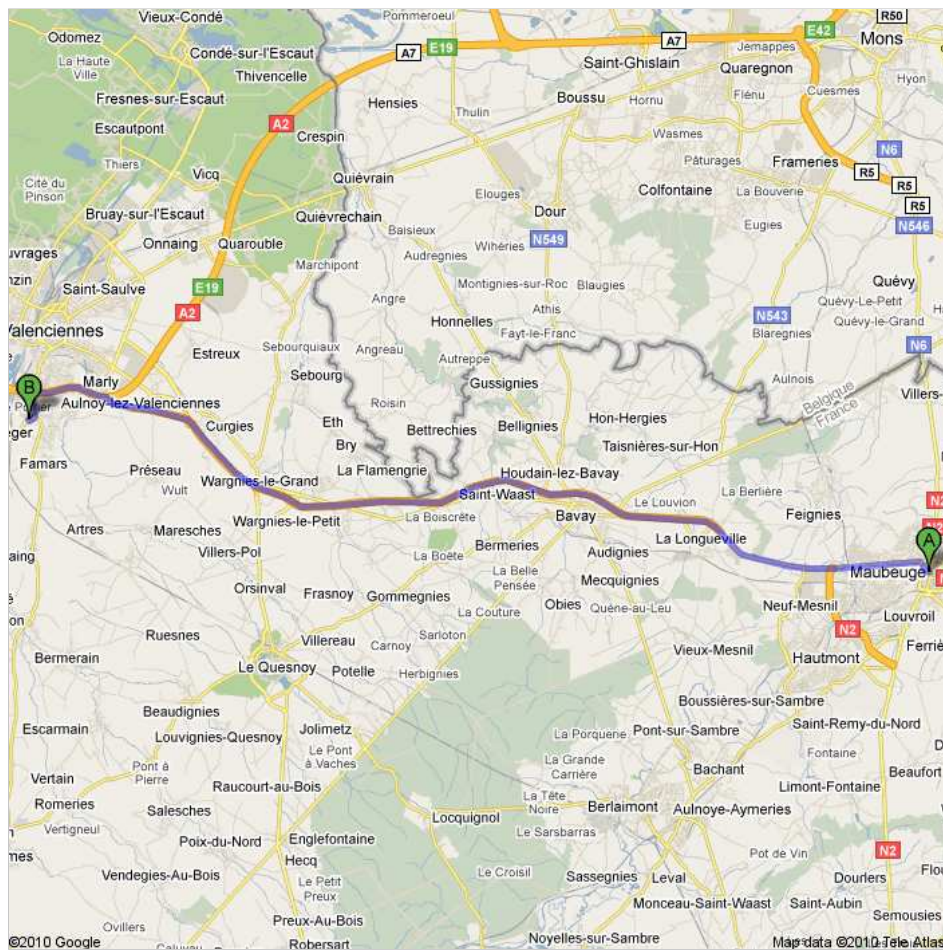 Vieux-Condé
Pommeroeul
R50
Odomez
Condé-sur-l'Escaut
E19
A7
A7
E42
Mons
La Haute
Ville
Thivencelle
Saint-Ghislain
Jemappes
Quaregnon
Hyon
Fresnes-sur-Escaut
Hensies
Thulin
Boussu
Hornu
Flénu
Cuesmes
Escautpont
A2
Crespin
Wasmes
N6
Thiers
Vicq
Quiévrain
Pâturages
Frameries
R5
R5
Cité du
Pinson
Elouges
Colfontaine
La Bouverie
R5
Bruay-sur-l'Escaut
Quiévrechain
Dour
Eugies
N546
Onnaing
Quarouble
Baisieux
Wihéries
N549
Audregnies
Marchipont
Saint-Saulve
E19
Montignies-sur-Roc
Blaugies
Quévy
Angre
Athis
Quévy-Le-Petit
A2
Honnelles
N543
Quévy-le-Grand
Valenciennes
Fayt-le-Franc
Blaregnies
N6
Estreux
Sebourquiaux
Angreau
Autreppe
B
Marly
Sebourg
Gussignies
Aulnois
Villers-
Aulnoy-lez-Valenciennes
Roisin
Belgique
France
Curgies
Eth
Bettrechies
Bellignies
Hon-Hergies
Bry
Taisnières-sur-Hon
Famars
Préseau
Wult
La Flamengrie
Houdain-lez-Bavay
Wargnies-le-Grand
Saint-Waast
La Berlière
Le Louvion
Artres
Maresches
Wargnies-le-Petit
La Boiscrète
Bavay
Feignies
La Longueville
A
Villers-Pol
La Boëte
Bermeries
Audignies
La Belle
Pensée
Mecquignies
Maubeuge
Orsinval
Frasnoy
Gommegnies
La Couture
Obies
Quêne-au-Leu
Neuf-Mesnil
Louvroil
Ruesnes
Villereau
Carnoy
Sarloton
N2
Vieux-Mesnil
Hautmont
Bermerain
Le Quesnoy
Potelle
Herbignies
Boussières-sur-Sambre
Beaudignies
Escarmain
Louvignies-Quesnoy
Jolimetz
La Porquene
Pont-sur-Sambre
Saint-Remy-du-Nord
Le Pont
à Vaches
La Grande
Carrière
Fontaine
Pont à
Pierre
Bachant
Vertain
Raucourt-au-Bois
Limont-Fontaine
Romeries
Salesches
La Tête
Noire
Berlaimont
Aulnoye-Aymeries
Vertigneul
Locquignol
Le Sarsbarras
Poix-du-Nord
Englefontaine
Hecq
Pot de Vin
N2
Vendegies-Au-Bois
Le Petit
Preux
Le Croisil
Sassegnies
Leval
Dourlers
Monceau-Saint-Waast
Saint-Aubin
Preux-Au-Bois
Ovillers
Semousies
Robersart
Noyelles-sur-Sambre
©2010 Google
Map data ©2010 Tele Atlas